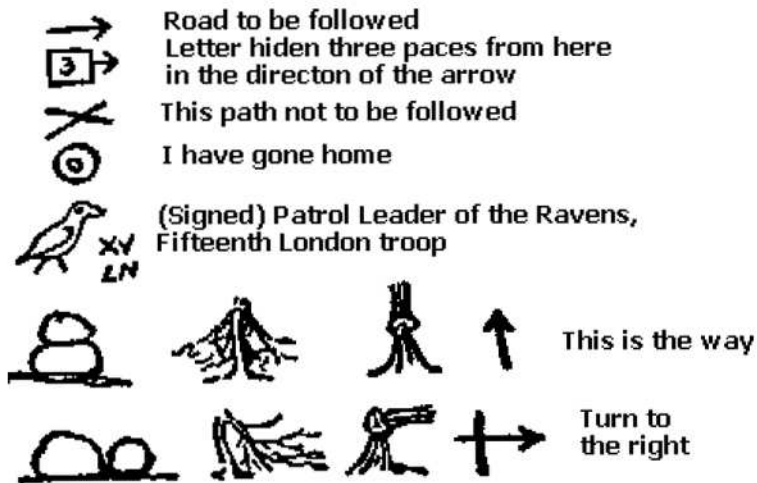 Road to be followed
3
Letter hiden three paces from here
in the directon of the arrow
This path not to be followed
I have gone home
(Signed) Patrol Leader of the Ravens,
XV
Fifteenth London troop
LN
This is the way
Turn to
the right